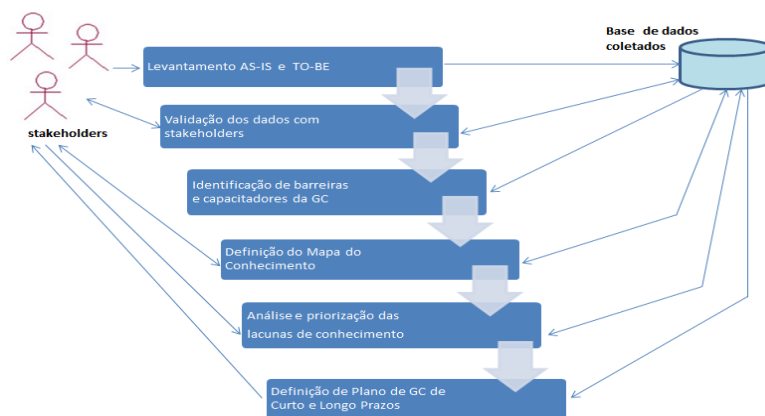 Base de dados
coletados
Levantamento AS-IS e TO-BE
Validação dos dados com
stakeholders
stakeholders
Identificação de barreiras
e capacitadores da GC
Definição do Mapa do
Conhecimento
Análise e priorização das
lacunas de conhecimento
Definição de Plano de GC de
Curto e Longo Prazos